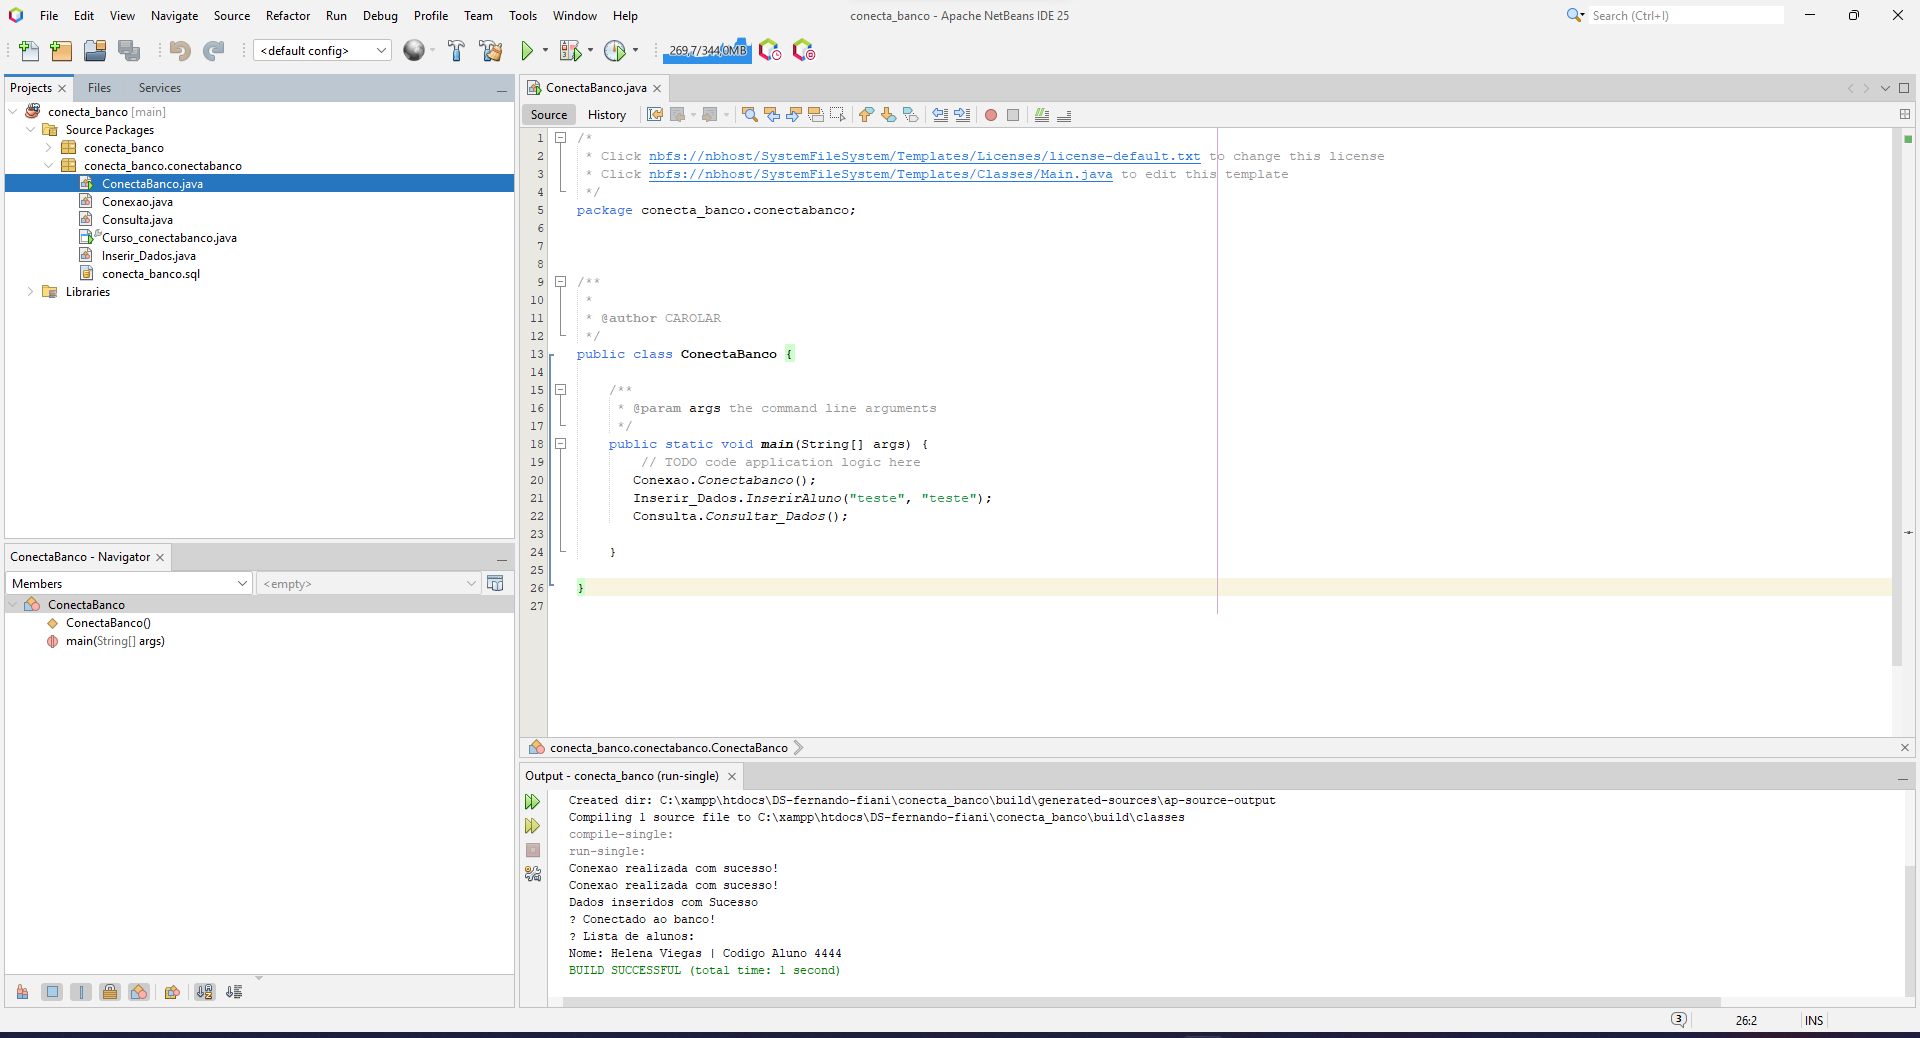 File Edit View Navigate Source Refactor Run Debug Profile Team Tools Window Help
conecta_banco - Apache NetBeans IDE 25
Search (Ctrl+I)
<default config>
269,7/344,0MB
Projects Files Services
conecta_banco [main]
Source Packages
conecta_banco
conecta_banco.conectabanco
ConectaBanco.java
Conexao.java
Consulta.java
Curso_conectabanco.java
Inserir_Dados.java
conecta_banco.sql
Libraries
ConectaBanco - Navigator
Members
<empty>
ConectaBanco
ConectaBanco()
main(String[] args)
ConectaBanco.java
Source History
1 /*
2 * Click nbfs://nbhost/SystemFileSystem/Templates/Licenses/license-default.txt to change this license
3 * Click nbfs://nbhost/SystemFileSystem/Templates/Classes/Main.java to edit this template
4 */
5 package conecta_banco.conectabanco;
6
7
8
9 /**
10 *
11 * @author CAROLAR
12 */
13 public class ConectaBanco {
14
15 /**
16 * @param args the command line arguments
17 */
18 public static void main(String[] args) {
19 // TODO code application logic here
20 Conexao.Conectabanco();
21 Inserir_Dados.InserirAluno("teste", "teste");
22 Consulta.Consultar_Dados();
23
24 }
25
26 }
27
conecta_banco.conectabanco.ConectaBanco
Output - conecta_banco (run-single)
Created dir: C:\xampp\htdocs\DS-fernando-fiani\conecta_banco\build\generated-sources\ap-source-output
Compiling 1 source file to C:\xampp\htdocs\DS-fernando-fiani\conecta_banco\build\classes
compile-single:
run-single:
Conexao realizada com sucesso!
Conexao realizada com sucesso!
Dados inseridos com Sucesso
? Conectado ao banco!
? Lista de alunos:
Nome: Helena Viegas | Codigo Aluno 4444
BUILD SUCCESSFUL (total time: 1 second)
3
26:2
INS